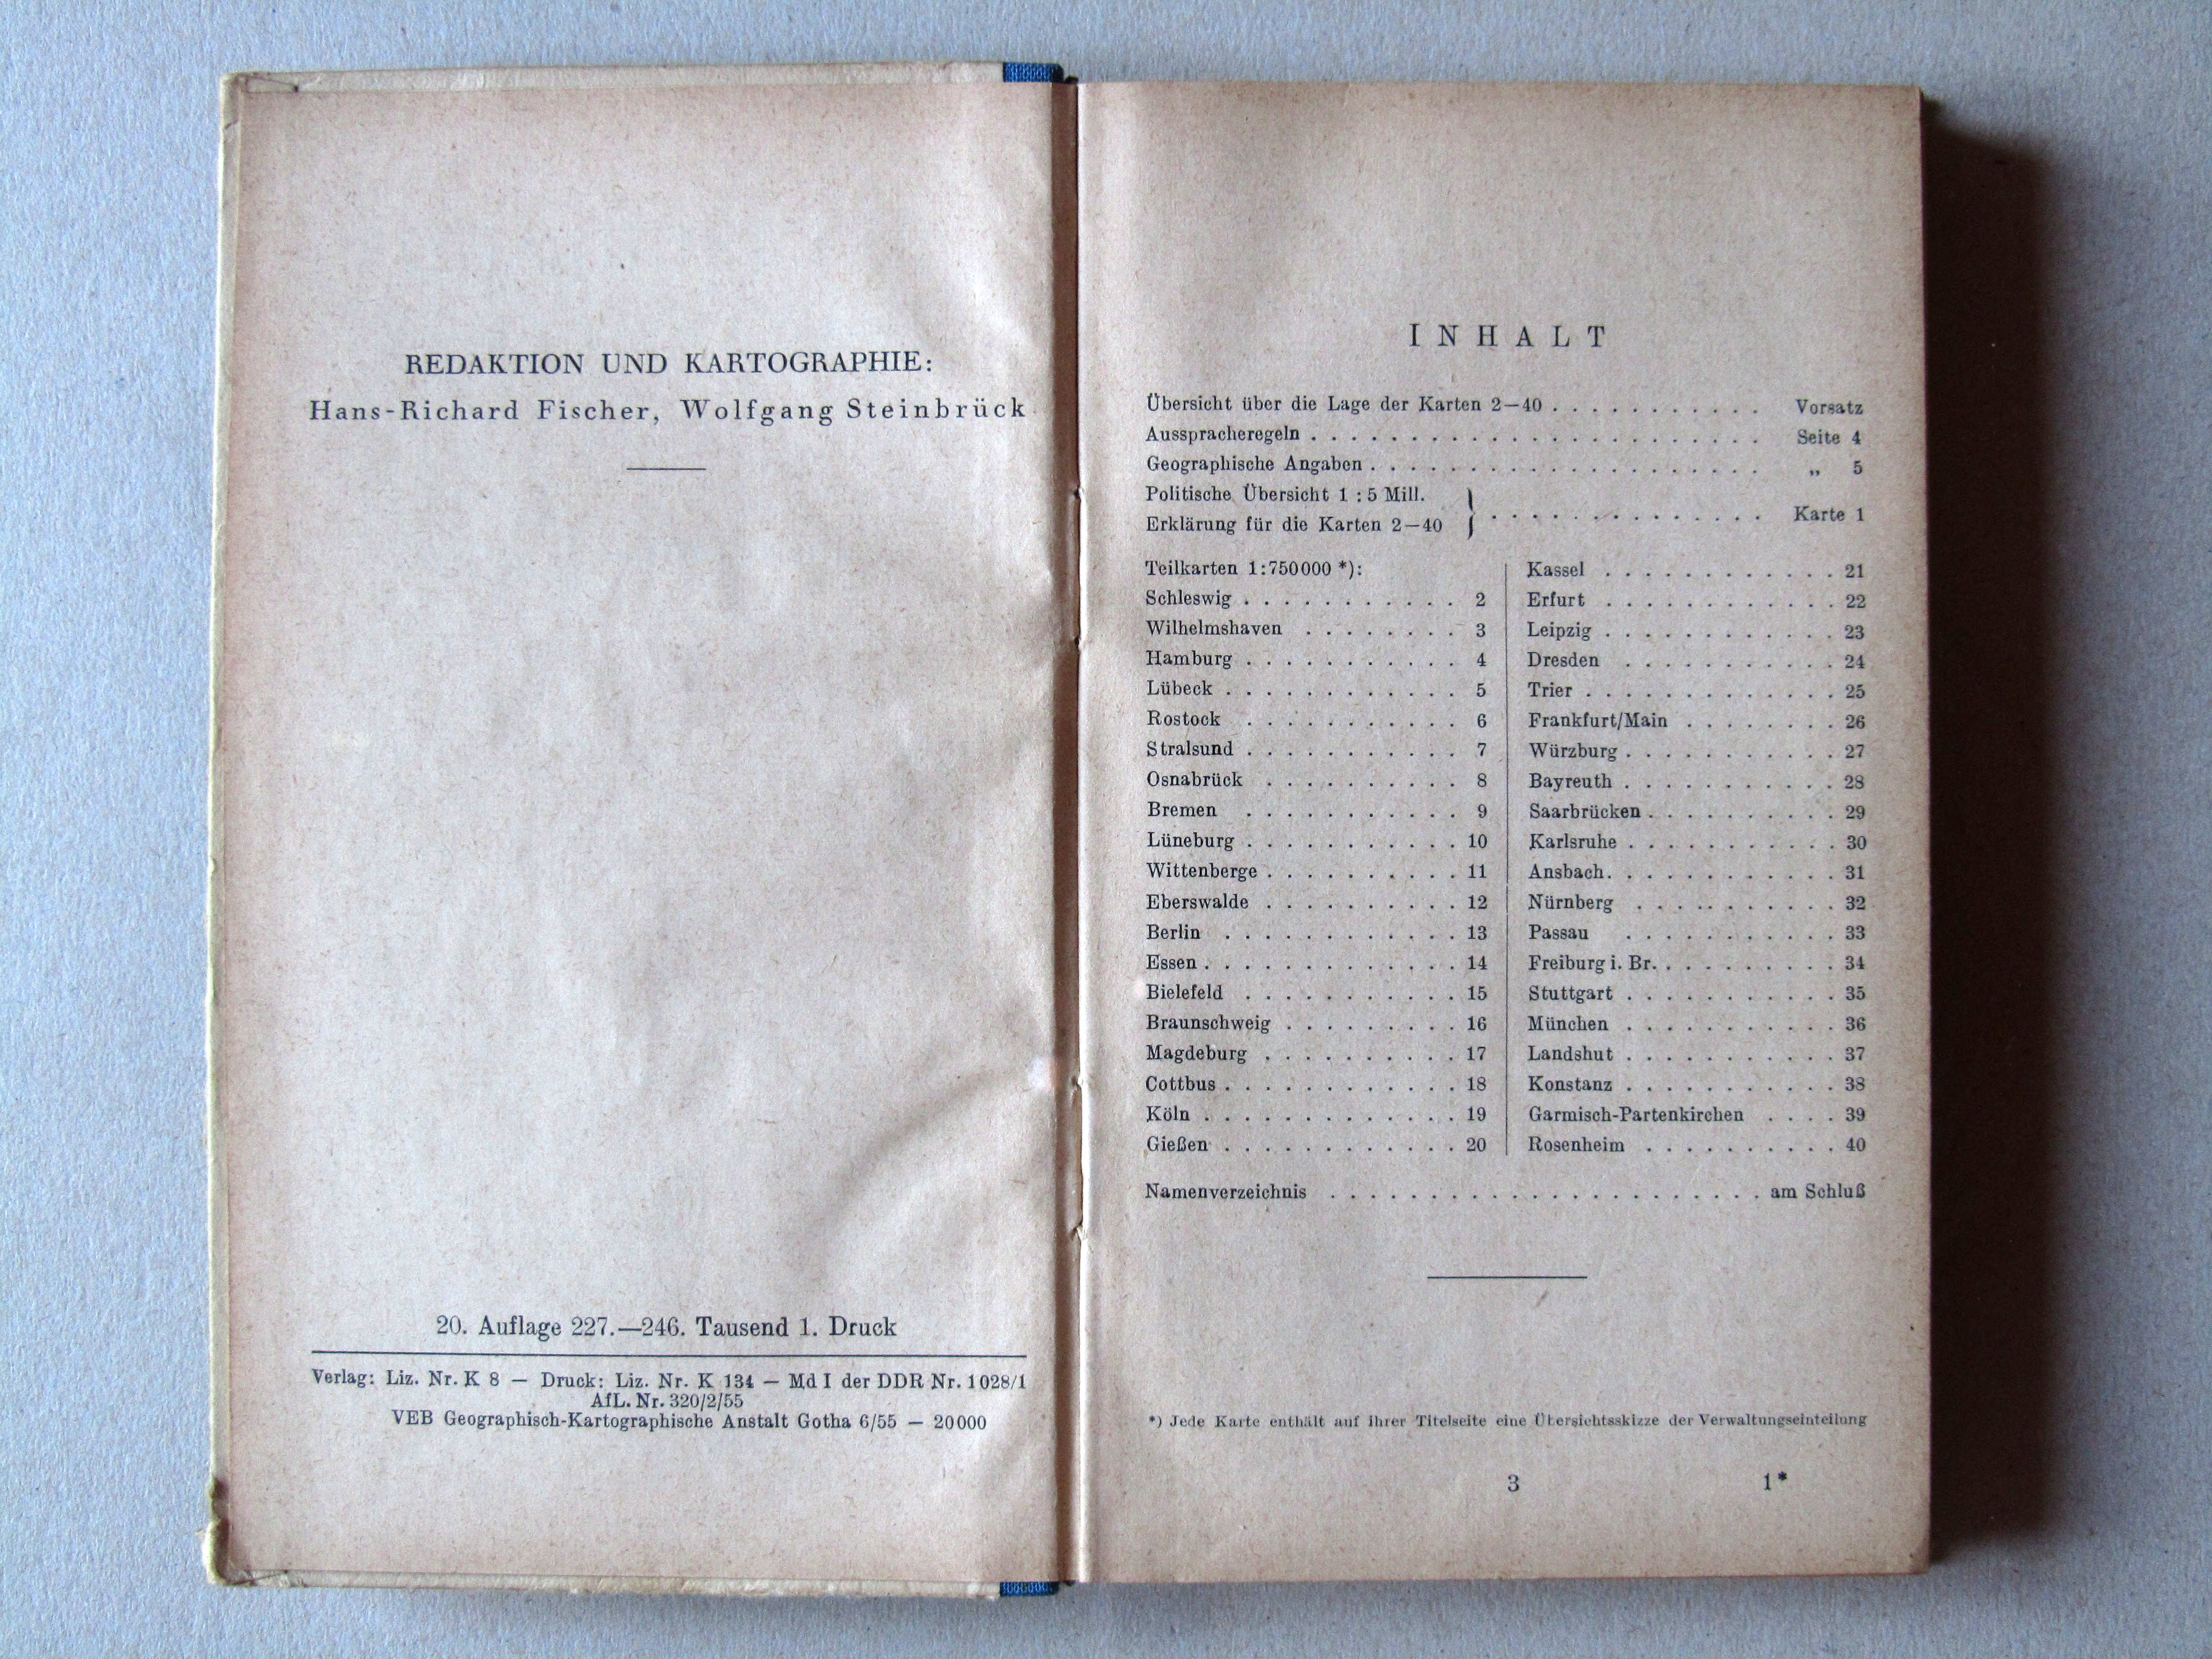 REDAKTION UND KARTOGRAPHIE:
Hans-Richard Fischer, Wolfgang Steinbrück
20. Auflage 227.—246. Tausend 1. Druck
Verlag: Liz. Nr. K 8 — Druck: Liz. Nr. K 134 — Md I der DDR Nr. 1028/1
AfL. Nr. 320/2/55
VEB Geographisch-Kartographische Anstalt Gotha 6/55 — 20000
INHALT
Übersicht über die Lage der Karten 2—40 . . . . . . . . . . . Vorsatz
Ausspracheregeln . . . . . . . . . . . . . . . . . . . . . . . Seite 4
Geographische Angaben . . . . . . . . . . . . . . . . . . . . „ 5
Politische Übersicht 1 : 5 Mill.
Erklärung für die Karten 2—40 } . . . . . . . . . . . . . . Karte 1
Teilkarten 1:750000 *):
Schleswig . . . . . . . . . . . 2
Wilhelmshaven . . . . . . . . 3
Hamburg . . . . . . . . . . . 4
Lübeck . . . . . . . . . . . . 5
Rostock . . . . . . . . . . . 6
Stralsund . . . . . . . . . . . 7
Osnabrück . . . . . . . . . . 8
Bremen . . . . . . . . . . . 9
Lüneburg . . . . . . . . . . . 10
Wittenberge . . . . . . . . . . 11
Eberswalde . . . . . . . . . . 12
Berlin . . . . . . . . . . . . 13
Essen . . . . . . . . . . . . . 14
Bielefeld . . . . . . . . . . . 15
Braunschweig . . . . . . . . . 16
Magdeburg . . . . . . . . . . 17
Cottbus . . . . . . . . . . . . 18
Köln . . . . . . . . . . . . . 19
Gießen . . . . . . . . . . . . 20
Kassel . . . . . . . . . . . . 21
Erfurt . . . . . . . . . . . . 22
Leipzig . . . . . . . . . . . . 23
Dresden . . . . . . . . . . . 24
Trier . . . . . . . . . . . . . 25
Frankfurt/Main . . . . . . . . 26
Würzburg . . . . . . . . . . . 27
Bayreuth . . . . . . . . . . . 28
Saarbrücken . . . . . . . . . . 29
Karlsruhe . . . . . . . . . . . 30
Ansbach . . . . . . . . . . . . 31
Nürnberg . . . . . . . . . . . 32
Passau . . . . . . . . . . . 33
Freiburg i. Br. . . . . . . . . . 34
Stuttgart . . . . . . . . . . . 35
München . . . . . . . . . . . 36
Landshut . . . . . . . . . . . 37
Konstanz . . . . . . . . . . . 38
Garmisch-Partenkirchen . . . . 39
Rosenheim . . . . . . . . . . 40
Namenverzeichnis . . . . . . . . . . . . . . . . . . . . . . am Schluß
*) Jede Karte enthält auf ihrer Titelseite eine Übersichtsskizze der Verwaltungseinteilung
3 1*